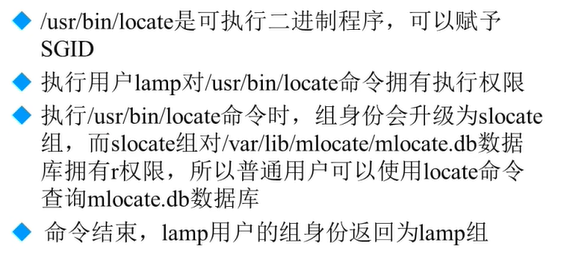 /usr/bin/locate是可执行二进制程序，可以赋予
SGID
执行用户lamp对/usr/bin/locate命令拥有执行权限
执行/usr/bin/locate命令时，组身份会升级为slocate
组，而slocate组对/var/lib/mlocate/mlocate.db数据
库拥有r权限，所以普通用户可以使用locate命令
查询mlocate.db数据库
命令结束，lamp用户的组身份返回为lamp组